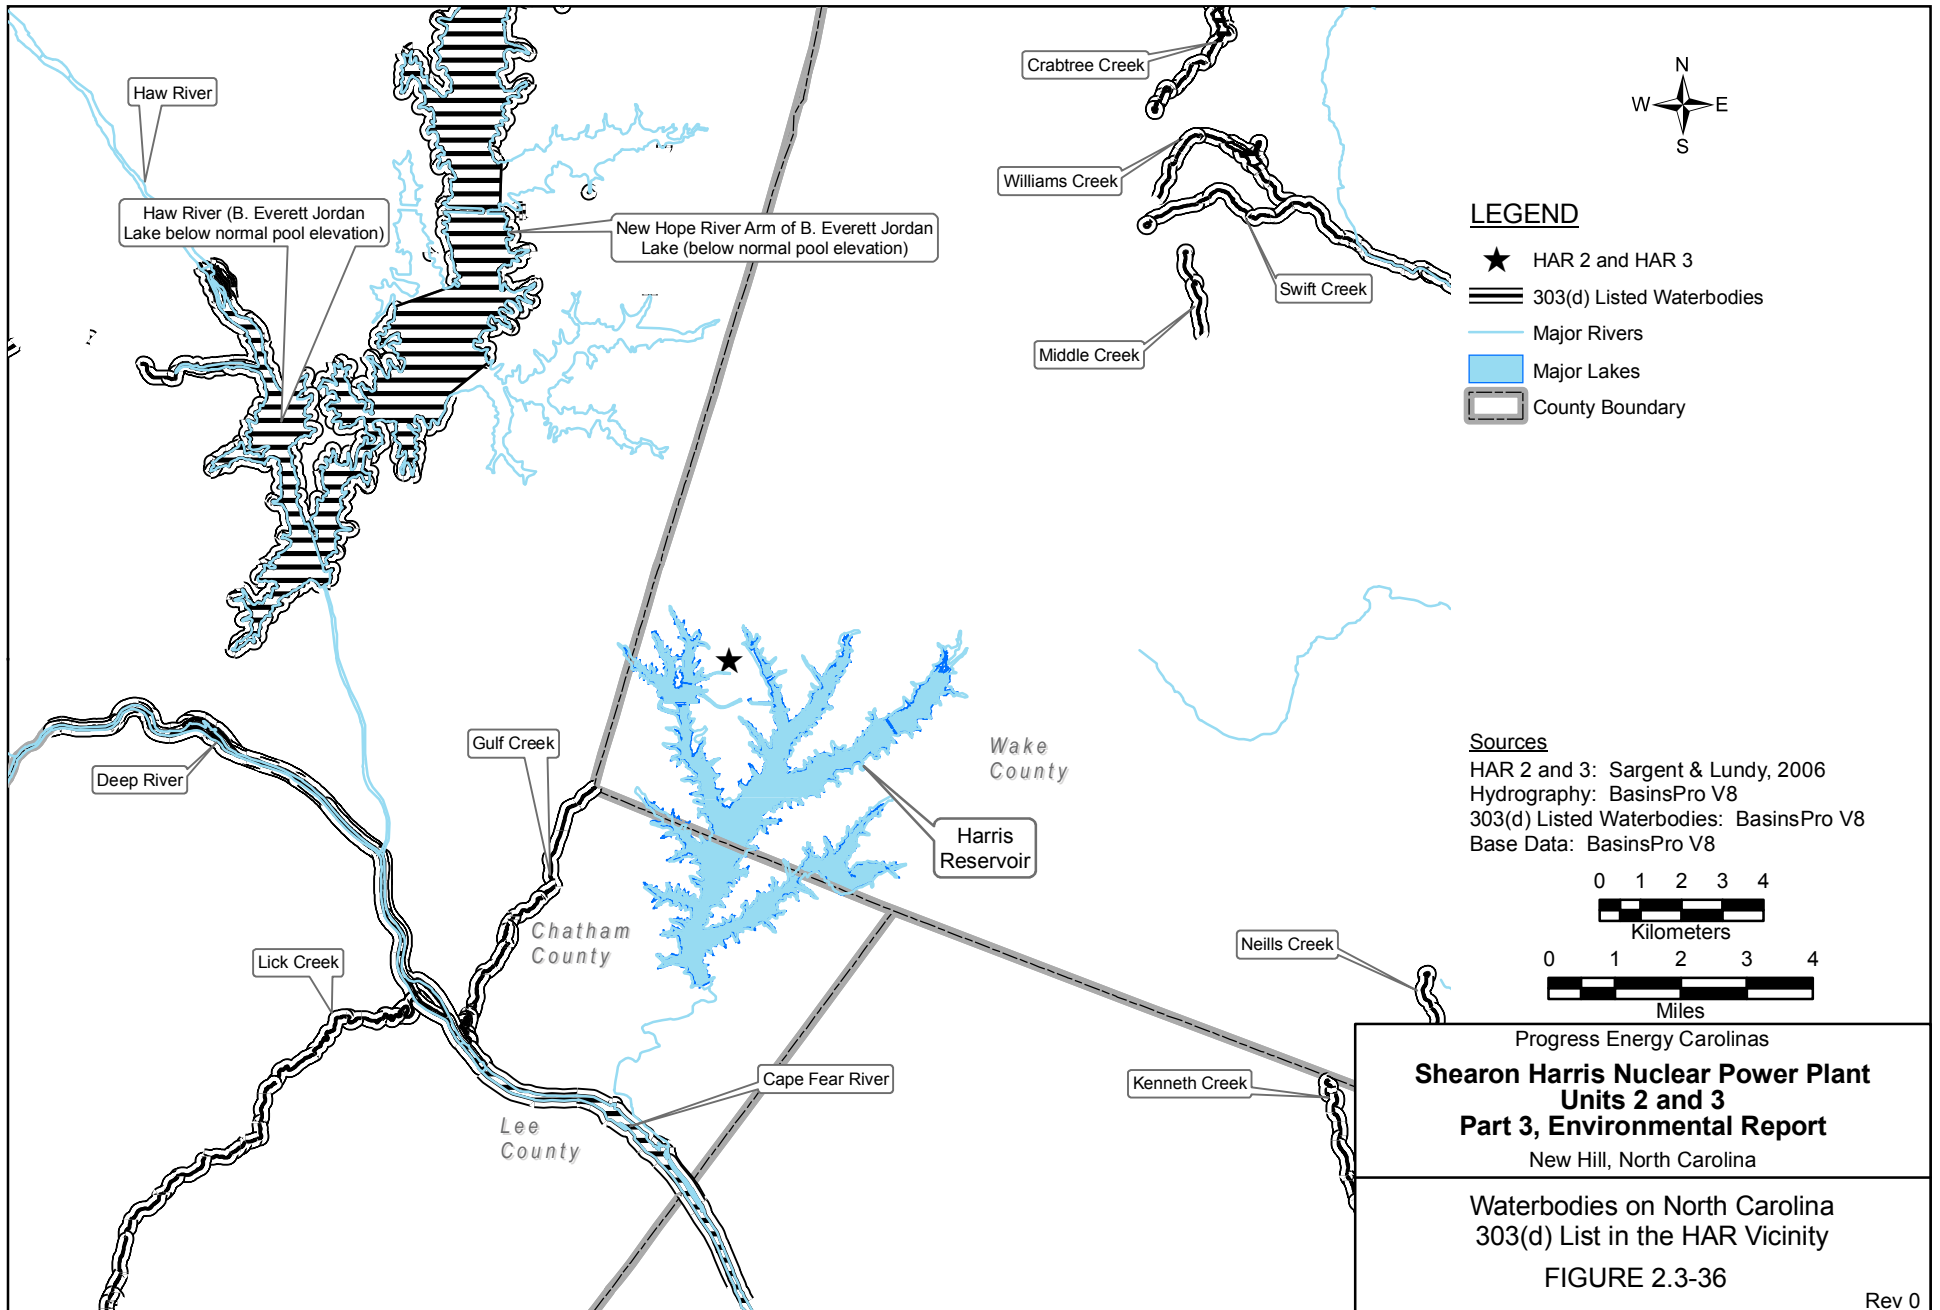 Haw River
Haw River (B. Everett Jordan
Lake below normal pool elevation)
New Hope River Arm of B. Everett Jordan
Lake (below normal pool elevation)
Crabtree Creek
Williams Creek
Swift Creek
Middle Creek
N
W
E
S
LEGEND
HAR 2 and HAR 3
303(d) Listed Waterbodies
Major Rivers
Major Lakes
County Boundary
Deep River
Gulf Creek
Wake
County
Harris
Reservoir
Chatham
County
Lick Creek
Cape Fear River
Lee
County
Neills Creek
Kenneth Creek
Sources
HAR 2 and 3: Sargent & Lundy, 2006
Hydrography: BasinsPro V8
303(d) Listed Waterbodies: BasinsPro V8
Base Data: BasinsPro V8
0 1 2 3 4
Kilometers
0 1 2 3 4
Miles
Progress Energy Carolinas
Shearon Harris Nuclear Power Plant
Units 2 and 3
Part 3, Environmental Report
New Hill, North Carolina
Waterbodies on North Carolina
303(d) List in the HAR Vicinity
FIGURE 2.3-36
Rev 0